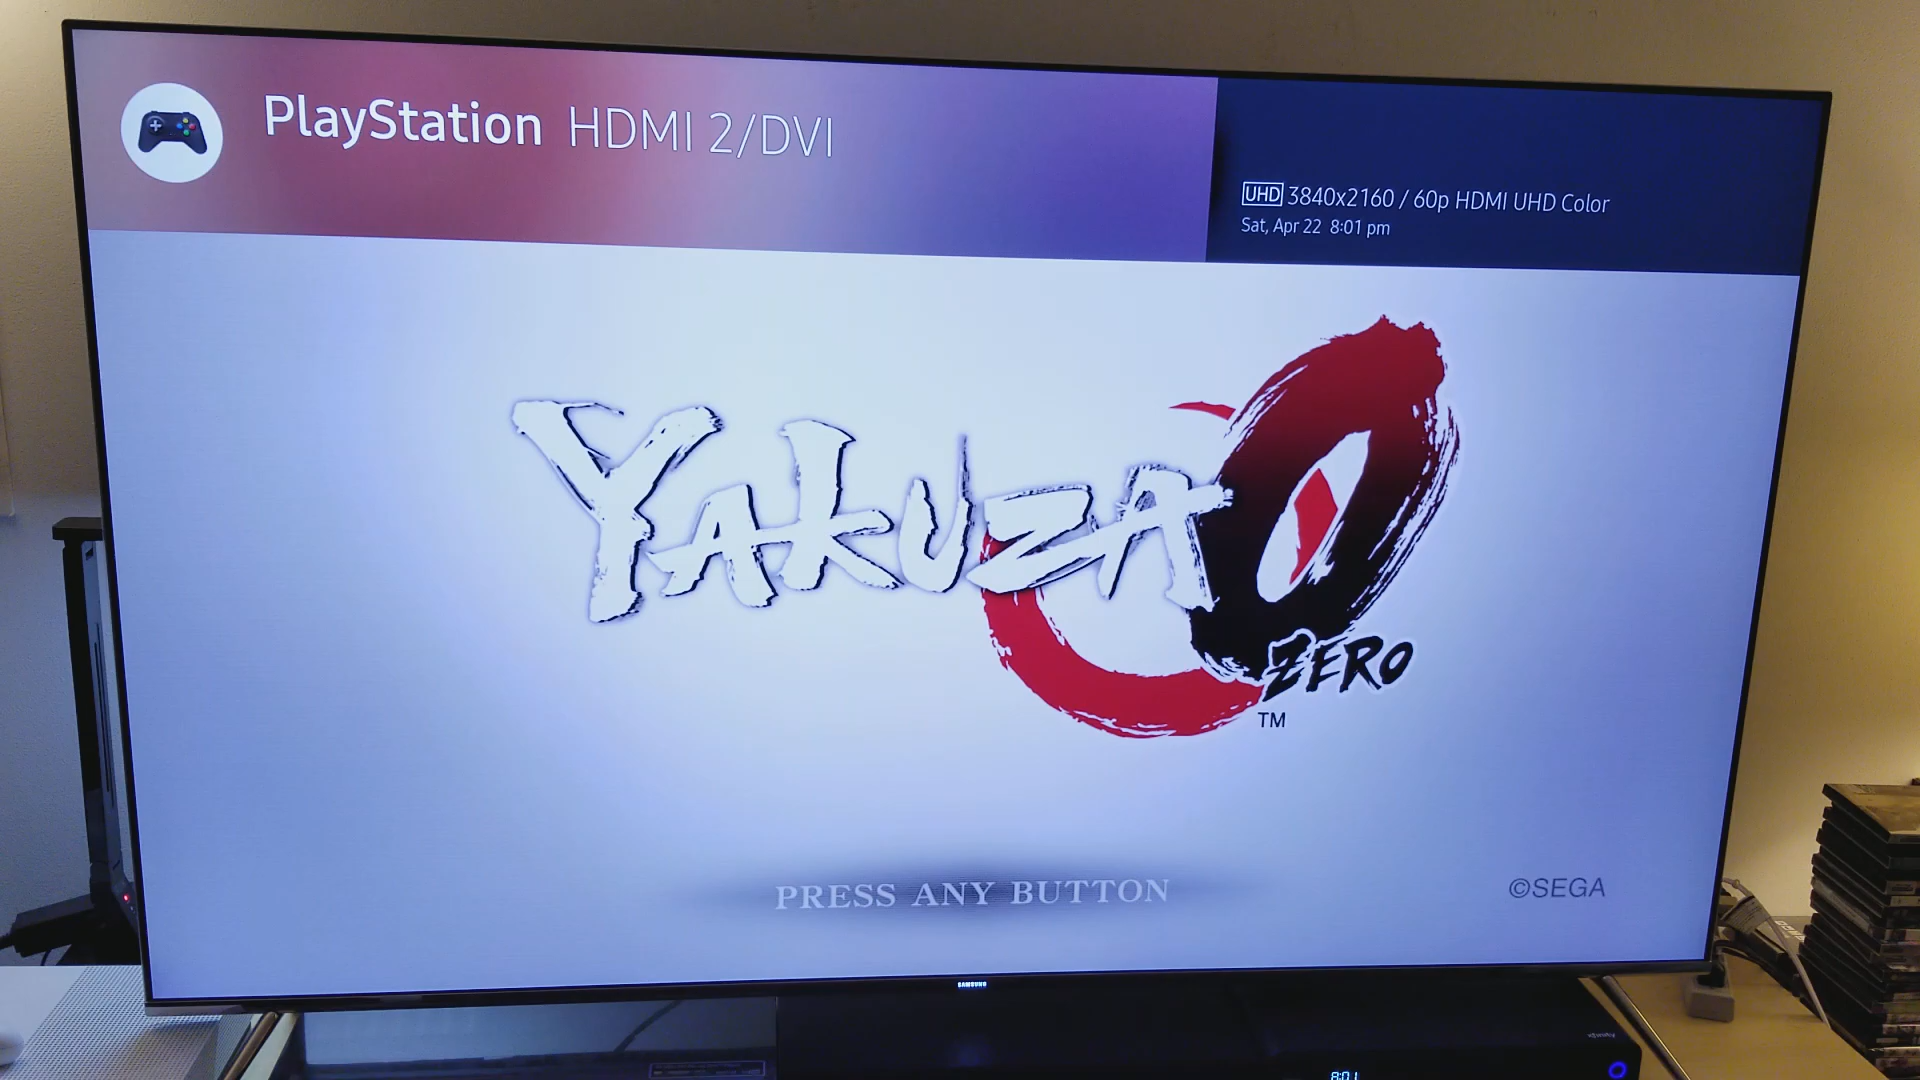 PlayStation HDMI 2/DVI
UHD 3840x2160 / 60p HDMI UHD Color
Sat, Apr 22 8:01 pm
YAKUZA 0
ZERO
TM
PRESS ANY BUTTON
©SEGA
SAMSUNG
xfinity
8:01